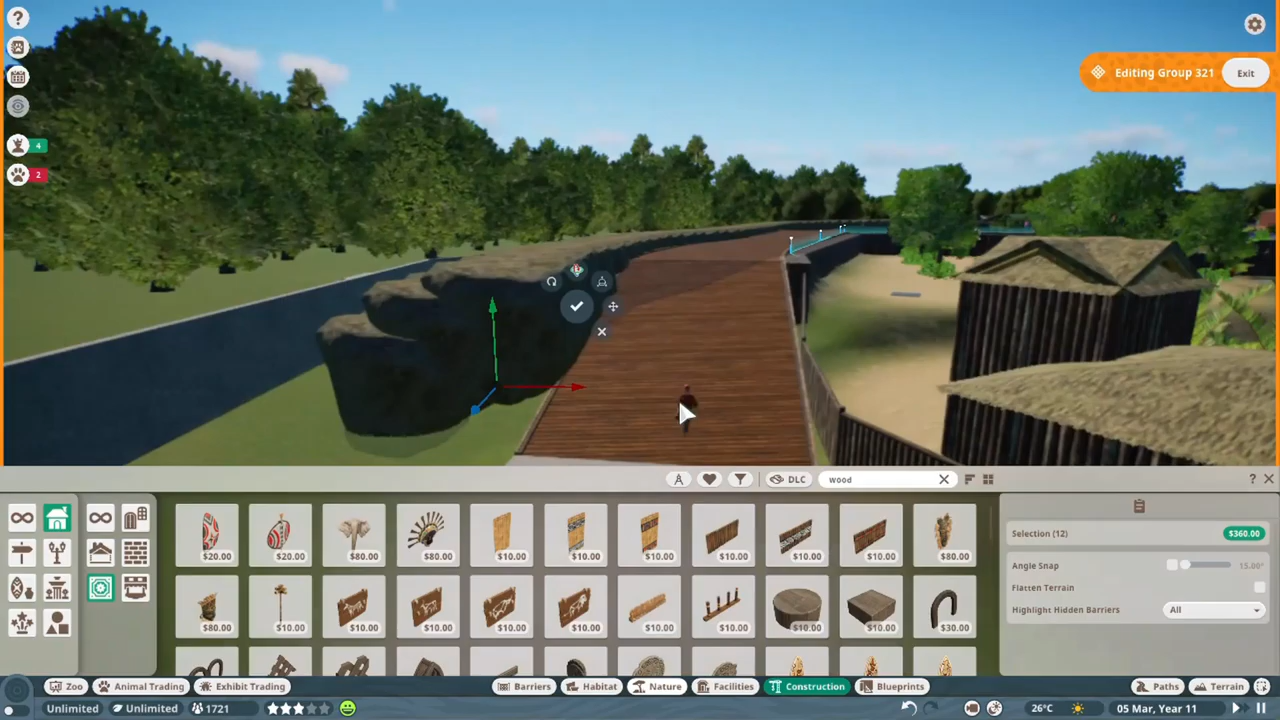 ?
Editing Group 321
Exit
4
2
DLC
wood
?
$20.00
$20.00
$80.00
$80.00
$10.00
$10.00
$10.00
$10.00
$10.00
$10.00
$80.00
$80.00
$10.00
$10.00
$10.00
$10.00
$10.00
$10.00
$10.00
$10.00
$10.00
$30.00
Selection (12)
$360.00
Angle Snap
15.00°
Flatten Terrain
Highlight Hidden Barriers
All
Zoo
Animal Trading
Exhibit Trading
Barriers
Habitat
Nature
Facilities
Construction
Blueprints
Paths
Terrain
Unlimited
Unlimited
1721
26°C
05 Mar, Year 11